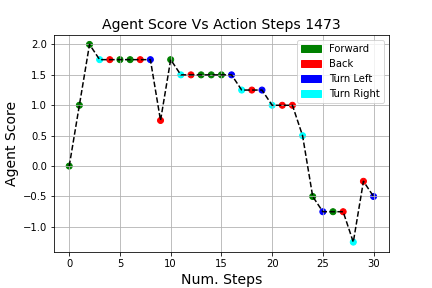 Agent Score Vs Action Steps 1473
2.0
1.5
1.0
0.5
0.0
−0.5
−1.0
Agent Score
Forward
Back
Turn Left
Turn Right
0 5 10 15 20 25 30
Num. Steps